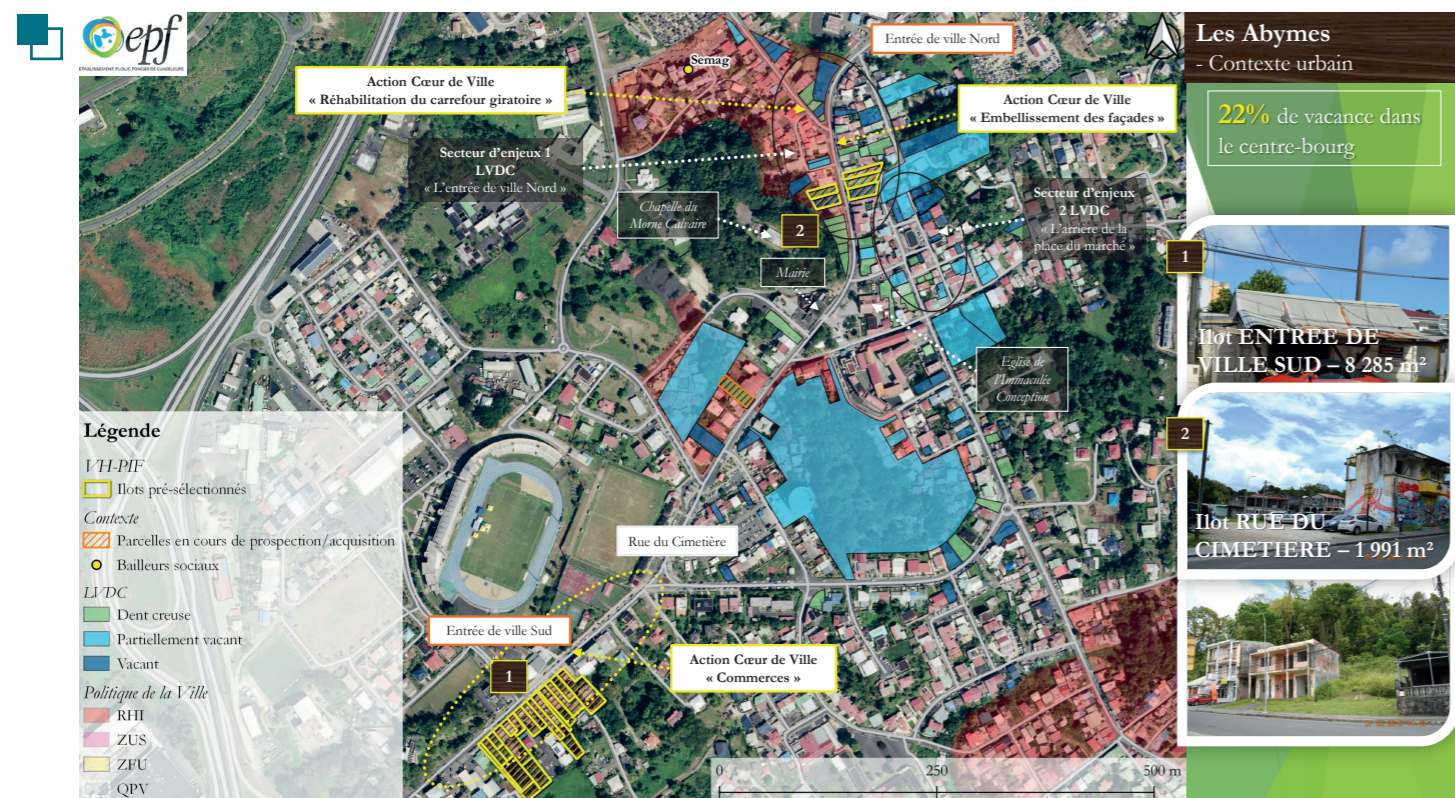 epf
ETABLISSEMENT PUBLIC FONCIER DE GUADELOUPE
Semag
Entrée de ville Nord
Action Cœur de Ville
« Réhabilitation du carrefour giratoire »
Action Cœur de Ville
« Embellissement des façades »
Secteur d'enjeux 1
LVDC
« L'entrée de ville Nord »
Chapelle du
Morne Calvaire
2
Mairie
Secteur d'enjeux
2 LVDC
« L'arrière de la
place du marché »
Eglise de
l'Immaculée
Conception
Rue du Cimetière
Entrée de ville Sud
1
Action Cœur de Ville
« Commerces »
Légende
VH-PIF
Ilots pré-sélectionnés
Contexte
Parcelles en cours de prospection/acquisition
Bailleurs sociaux
LVDC
Dent creuse
Partiellement vacant
Vacant
Politique de la Ville
RHI
ZUS
ZFU
QPV
0
250
500 m
Les Abymes
- Contexte urbain
22% de vacance dans
le centre-bourg
1
Ilot ENTREE DE
VILLE SUD – 8 285 m²
2
Ilot RUE DU
CIMETIERE – 1 991 m²